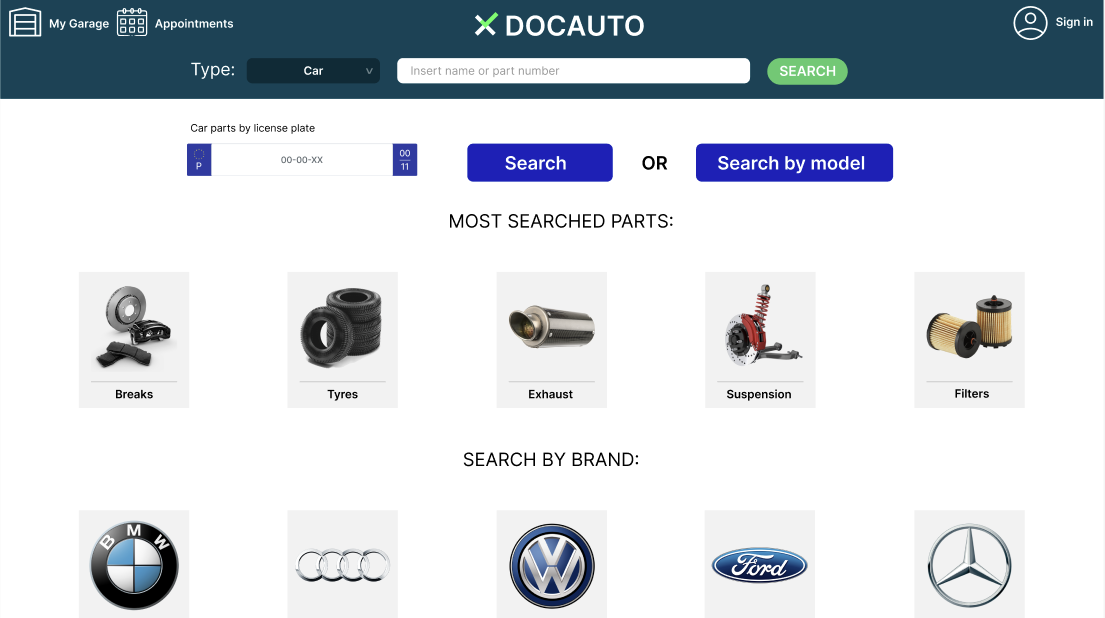 My Garage
Appointments
DOCAUTO
Sign in
Type:
Car
Insert name or part number
SEARCH
Car parts by license plate
P
00-00-XX
00
11
Search
OR
Search by model
MOST SEARCHED PARTS:
Breaks
Tyres
Exhaust
Suspension
Filters
SEARCH BY BRAND:
BMW
VW
Ford